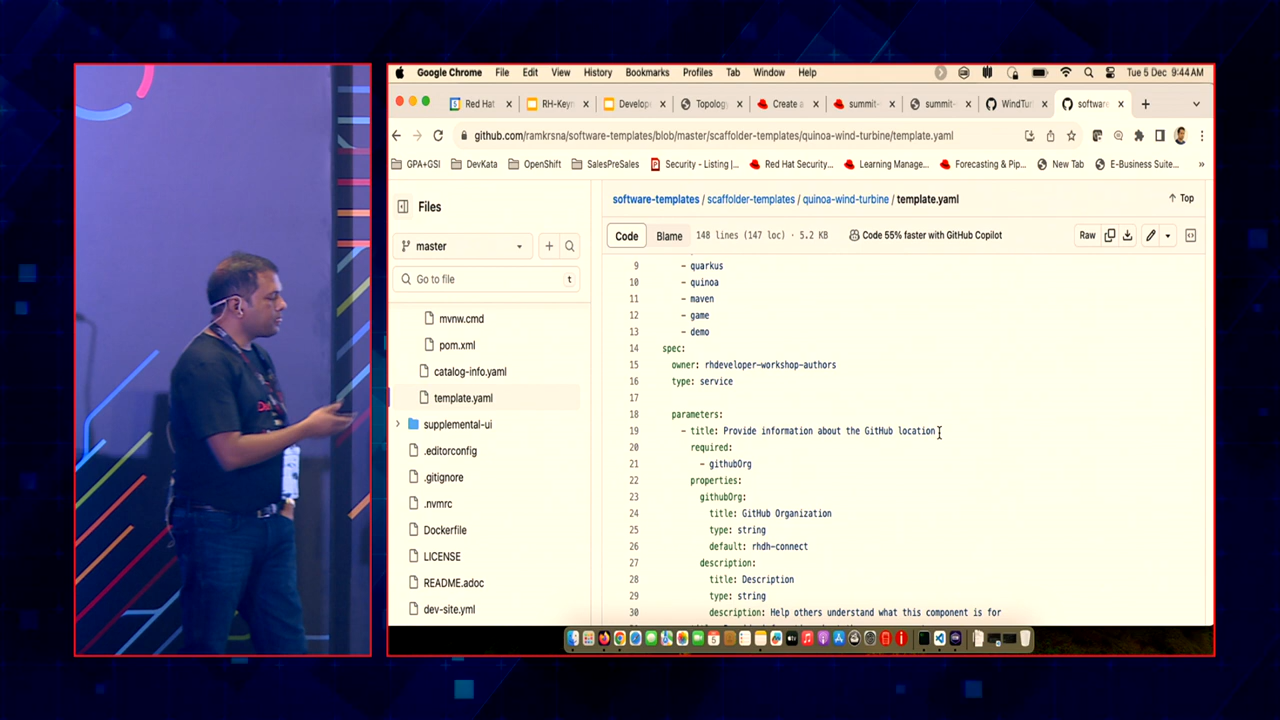 Google Chrome File Edit View History Bookmarks Profiles Tab Window Help Tue 5 Dec 9:44 AM
Red Hat RH-Keyn Develop Topology Create a summit- summit- WindTur software
github.com/ramkrsna/software-templates/blob/master/scaffolder-templates/quinoa-wind-turbine/template.yaml
GPA+GSI DevKata OpenShift SalesPreSales Security - Listing |... Red Hat Security... Learning Manage... Forecasting & Pip... New Tab E-Business Suite... »
Files
master
Go to file t
mvnw.cmd
pom.xml
catalog-info.yaml
template.yaml
supplemental-ui
.editorconfig
.gitignore
.nvmrc
Dockerfile
LICENSE
README.adoc
dev-site.yml
software-templates / scaffolder-templates / quinoa-wind-turbine / template.yaml Top
Code Blame 148 lines (147 loc) · 5.2 KB Code 55% faster with GitHub Copilot Raw
9 - quarkus
10 - quinoa
11 - maven
12 - game
13 - demo
14 spec:
15 owner: rhdeveloper-workshop-authors
16 type: service
17
18 parameters:
19 - title: Provide information about the GitHub location
20 required:
21 - githubOrg
22 properties:
23 githubOrg:
24 title: GitHub Organization
25 type: string
26 default: rhdh-connect
27 description:
28 title: Description
29 type: string
30 description: Help others understand what this component is for